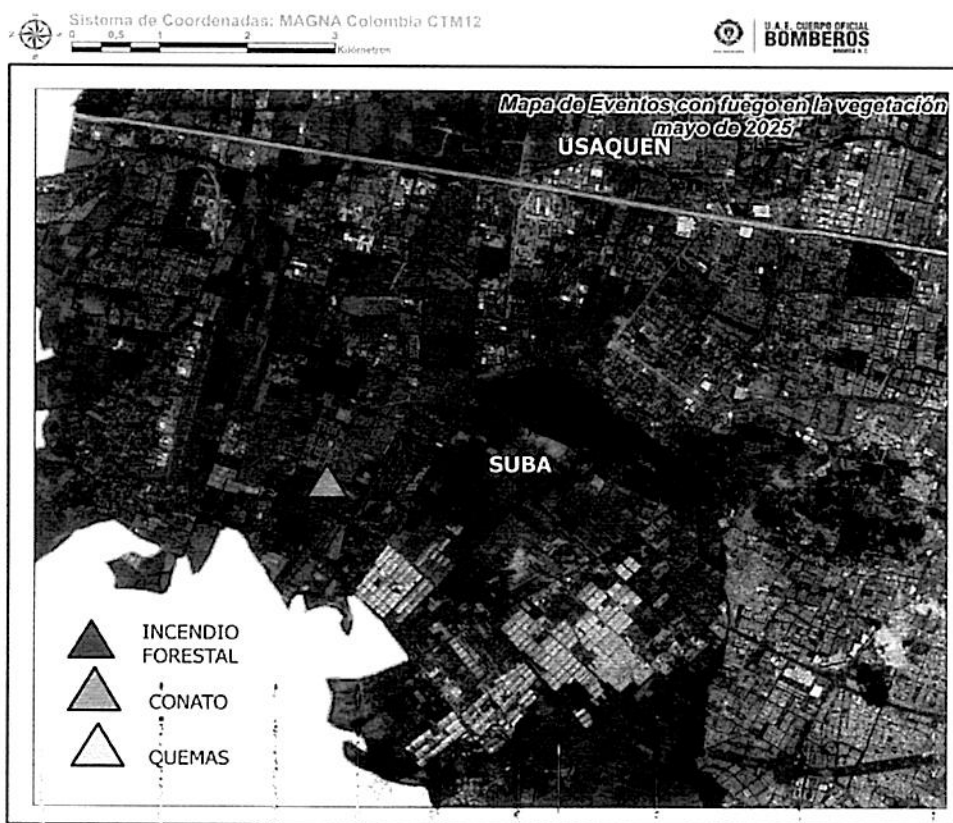 Sistema de Coordenadas: MAGNA Colombia CTM12
0 0,5 1 2 3
Kilómetros
U.A.E. CUERPO OFICIAL
BOMBEROS
BOGOTÁ D.C.
Mapa de Eventos con fuego en la vegetación
mayo de 2025
USAQUEN
SUBA
INCENDIO
FORESTAL
CONATO
QUEMAS